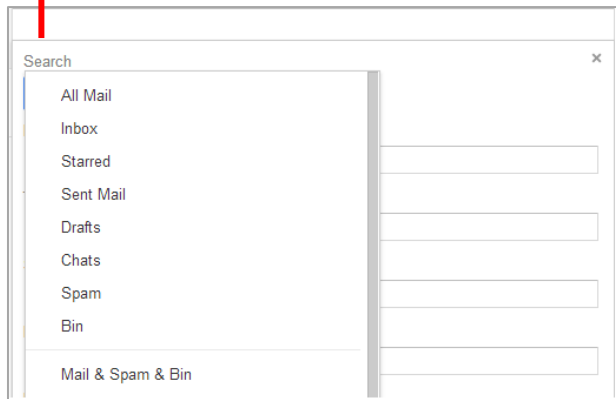 Search
All Mail
Inbox
Starred
Sent Mail
Drafts
Chats
Spam
Bin
Mail & Spam & Bin